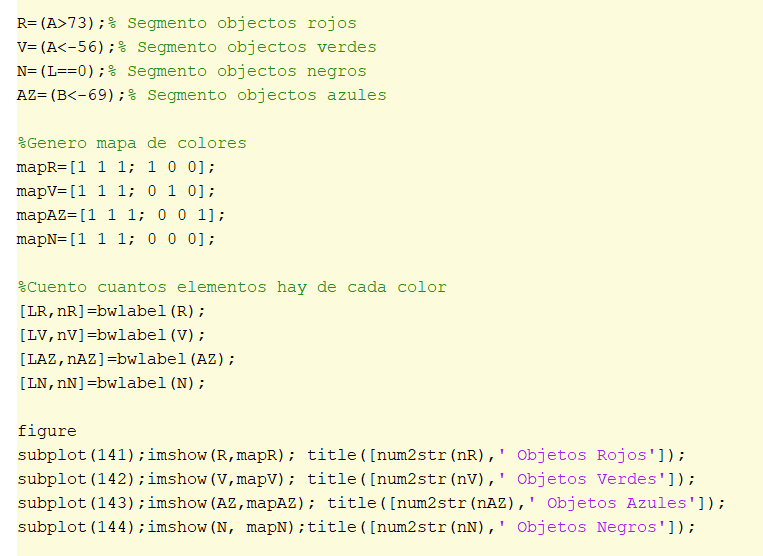 R=(A>73);% Segmento objectos rojos
V=(A<-56);% Segmento objectos verdes
N=(L==0);% Segmento objectos negros
AZ=(B<-69);% Segmento objectos azules
%Genero mapa de colores
mapR=[1 1 1; 1 0 0];
mapV=[1 1 1; 0 1 0];
mapAZ=[1 1 1; 0 0 1];
mapN=[1 1 1; 0 0 0];
%Cuento cuantos elementos hay de cada color
[LR,nR]=bwlabel(R);
[LV,nV]=bwlabel(V);
[LAZ,nAZ]=bwlabel(AZ);
[LN,nN]=bwlabel(N);
figure
subplot(141);imshow(R,mapR); title([num2str(nR),' Objetos Rojos']);
subplot(142);imshow(V,mapV); title([num2str(nV),' Objetos Verdes']);
subplot(143);imshow(AZ,mapAZ); title([num2str(nAZ),' Objetos Azules']);
subplot(144);imshow(N, mapN);title([num2str(nN),' Objetos Negros']);